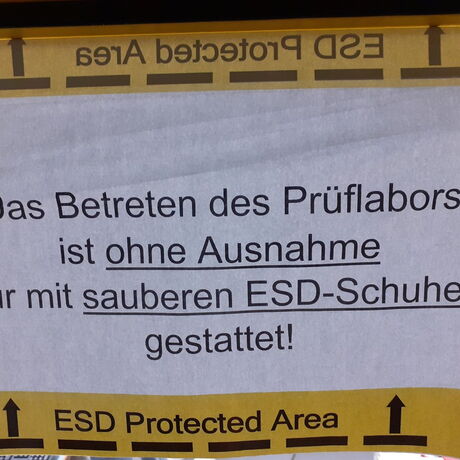 ESD Protected Area
Das Betreten des Prüflabors
ist ohne Ausnahme
ur mit sauberen ESD-Schuhe
gestattet!
ESD Protected Area